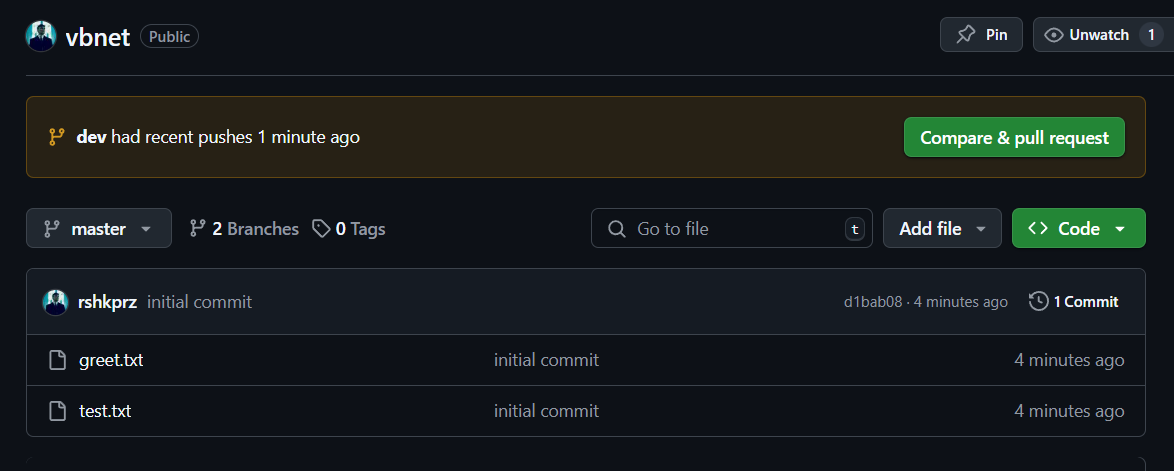 vbnet Public Pin Unwatch 1
dev had recent pushes 1 minute ago Compare & pull request
master 2 Branches 0 Tags Go to file t Add file Code
rshkprz initial commit d1bab08 · 4 minutes ago 1 Commit
greet.txt initial commit 4 minutes ago
test.txt initial commit 4 minutes ago